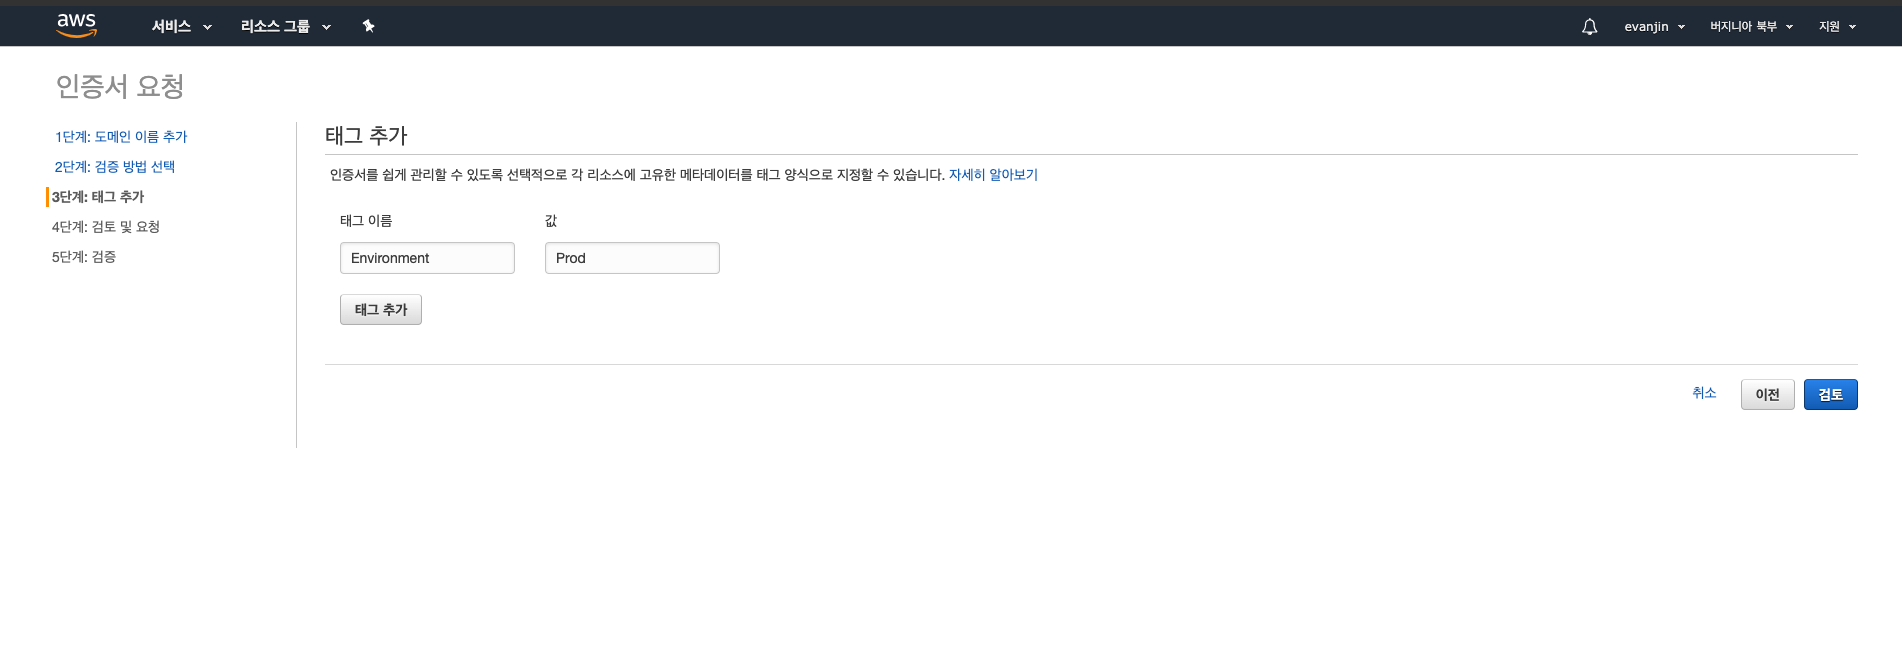 aws 서비스 리소스 그룹 evanjin 버지니아 북부 지원
인증서 요청
1단계: 도메인 이름 추가
2단계: 검증 방법 선택
3단계: 태그 추가
4단계: 검토 및 요청
5단계: 검증
태그 추가
인증서를 쉽게 관리할 수 있도록 선택적으로 각 리소스에 고유한 메타데이터를 태그 양식으로 지정할 수 있습니다. 자세히 알아보기
태그 이름 값
Environment Prod
태그 추가
취소 이전 검토